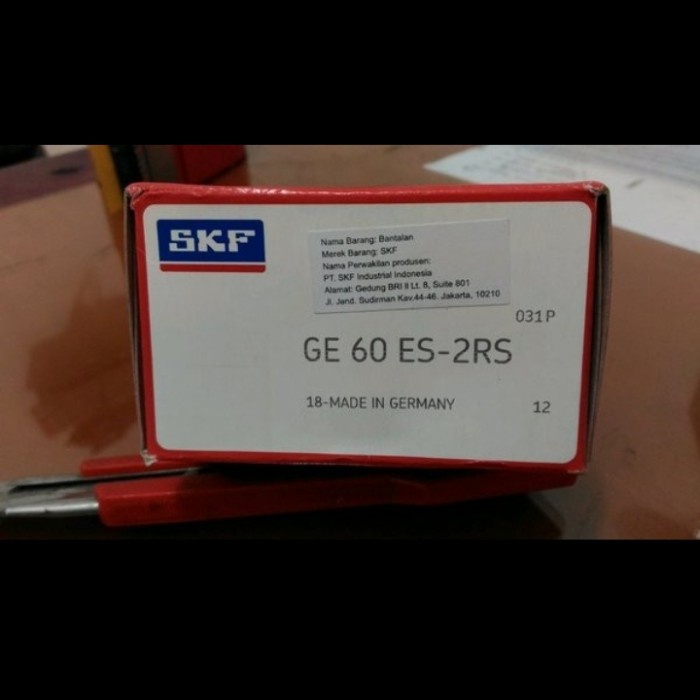 SKF
Nama Barang: Bantalan
Merek Barang: SKF
Nama Perwakilan produsen:
PT. SKF Industrial Indonesia
Alamat: Gedung BRI II Lt. 8, Suite 801
Jl. Jend. Sudirman Kav.44-46. Jakarta, 10210
031P
GE 60 ES-2RS
18-MADE IN GERMANY 12